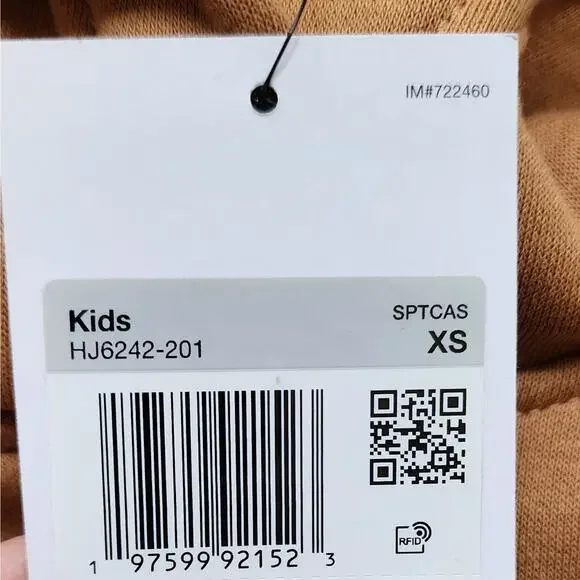 IM#722460
Kids SPTCAS
HJ6242-201 XS
RFID
1 97599 92152 3